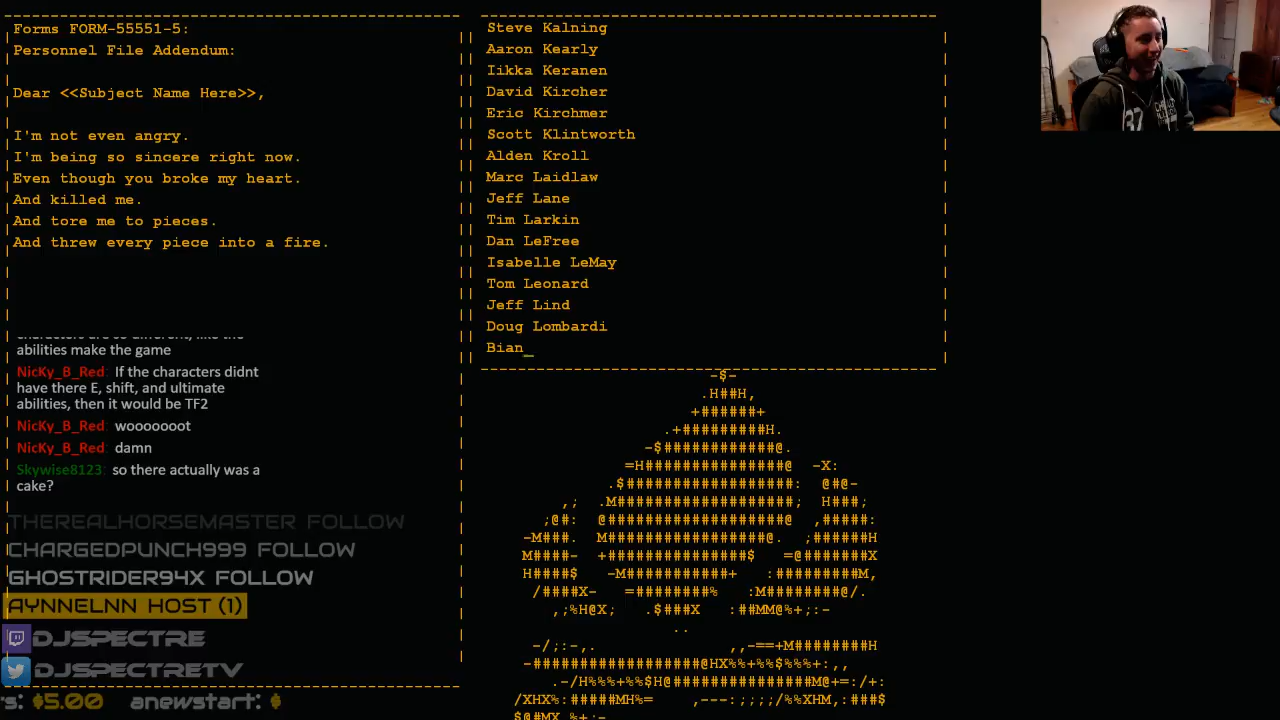 Forms FORM-55551-5:
Personnel File Addendum:
Dear <<Subject Name Here>>,
I'm not even angry.
I'm being so sincere right now.
Even though you broke my heart.
And killed me.
And tore me to pieces.
And threw every piece into a fire.
abilities make the game
NicKy_B_Red: If the characters didnt
have there E, shift, and ultimate
abilities, then it would be TF2
NicKy_B_Red: wooooooot
NicKy_B_Red: damn
Skywise8123: so there actually was a
cake?
THEREALHORSEMASTER FOLLOW
CHARGEDPUNCH999 FOLLOW
GHOSTRIDER94X FOLLOW
AYNNELNN HOST (1)
DJSPECTRE
DJSPECTRETV
s: $5.00 anewstart: $
Steve Kalning
Aaron Kearly
Iikka Keranen
David Kircher
Eric Kirchmer
Scott Klintworth
Alden Kroll
Marc Laidlaw
Jeff Lane
Tim Larkin
Dan LeFree
Isabelle LeMay
Tom Leonard
Jeff Lind
Doug Lombardi
Bian_